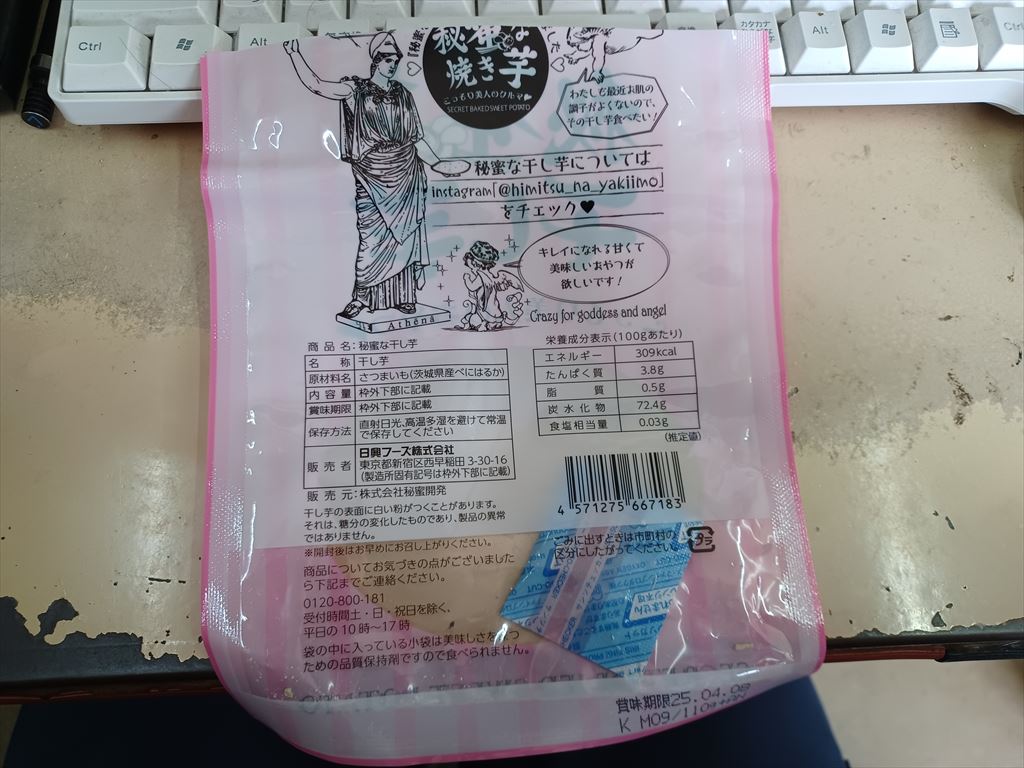 Ctrl
Alt
カタカナ
Alt
Ctrl
秘蜜な
焼き芋
SECRET BAKED SWEET POTATO
わたしも最近お肌の
調子がよくないので、
その干し芋食べたい！
秘蜜な干し芋については
instagram「@himitsu_na_yakiimo」
をチェック♥
キレイになれる甘くて
美味しいおやつが
欲しいです！
Athena
Crazy for goddess and angel
商品名:秘蜜な干し芋
名称 干し芋
原材料名 さつまいも(茨城県産べにはるか)
内容量 枠外下部に記載
賞味期限 枠外下部に記載
保存方法 直射日光、高温多湿を避けて常温
で保存してください
販売者 日興フーズ株式会社
東京都新宿区西早稲田 3-30-16
(製造所固有記号は枠外下部に記載)
販売元:株式会社秘蜜開発
干し芋の表面に白い粉がつくことがあります。
それは、糖分の変化したものであり、製品の異常
ではありません。
※開封後はお早めにお召し上がりください。
商品についてお気づきの点がございました
ら下記までご連絡ください。
0120-800-181
受付時間土・日・祝日を除く、
平日の10時〜17時
袋の中に入っている小袋は美味しさを保つ
ための品質保持剤ですので食べられません。
栄養成分表示(100gあたり)
エネルギー 309kcal
たんぱく質 3.8g
脂質 0.5g
炭水化物 72.4g
食塩相当量 0.03g
(推定値)
4 571275 667183
ごみに出すときは市町村の
区分にしたがってください。
プラ
賞味期限25.04.08